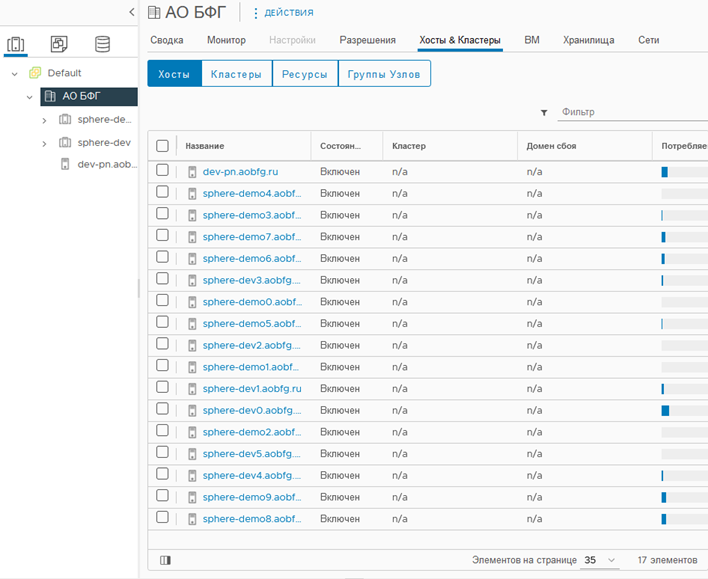 АО БФГ
ДЕЙСТВИЯ
Сводка Монитор Настройки Разрешения Хосты & Кластеры ВМ Хранилища Сети
Default
АО БФГ
sphere-de...
sphere-dev
dev-pn.aob...
Хосты Кластеры Ресурсы Группы Узлов
Фильтр
Название Состоян... Кластер Домен сбоя Потребляе
dev-pn.aobfg.ru Включен n/a n/a
sphere-demo4.aobf... Включен n/a n/a
sphere-demo3.aobf... Включен n/a n/a
sphere-demo7.aobf... Включен n/a n/a
sphere-demo6.aobf... Включен n/a n/a
sphere-dev3.aobfg.... Включен n/a n/a
sphere-demo0.aobf... Включен n/a n/a
sphere-demo5.aobf... Включен n/a n/a
sphere-dev2.aobfg.... Включен n/a n/a
sphere-demo1.aobf... Включен n/a n/a
sphere-dev1.aobfg.ru Включен n/a n/a
sphere-dev0.aobfg.... Включен n/a n/a
sphere-demo2.aobf... Включен n/a n/a
sphere-dev5.aobfg.... Включен n/a n/a
sphere-dev4.aobfg.... Включен n/a n/a
sphere-demo9.aobf... Включен n/a n/a
sphere-demo8.aobf... Включен n/a n/a
Элементов на странице 35 17 элементов